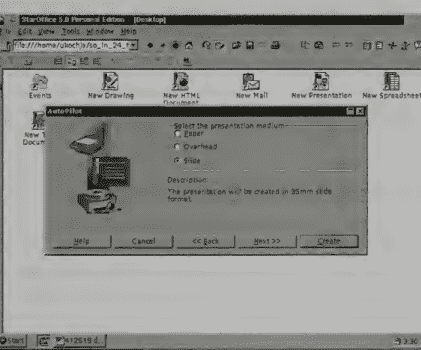 StarOffice 5.0 Personal Edition - [Desktop]
Edit View Tools Window Help
Events New Drawing New HTML Document New Mail New Presentation New Spreadsheet
AutoPilot
Select the presentation medium
Paper
Overhead
Slide
Description:
The presentation will be created in 35mm slide
format.
Help Cancel << Back Next >> Create
Start 3:30